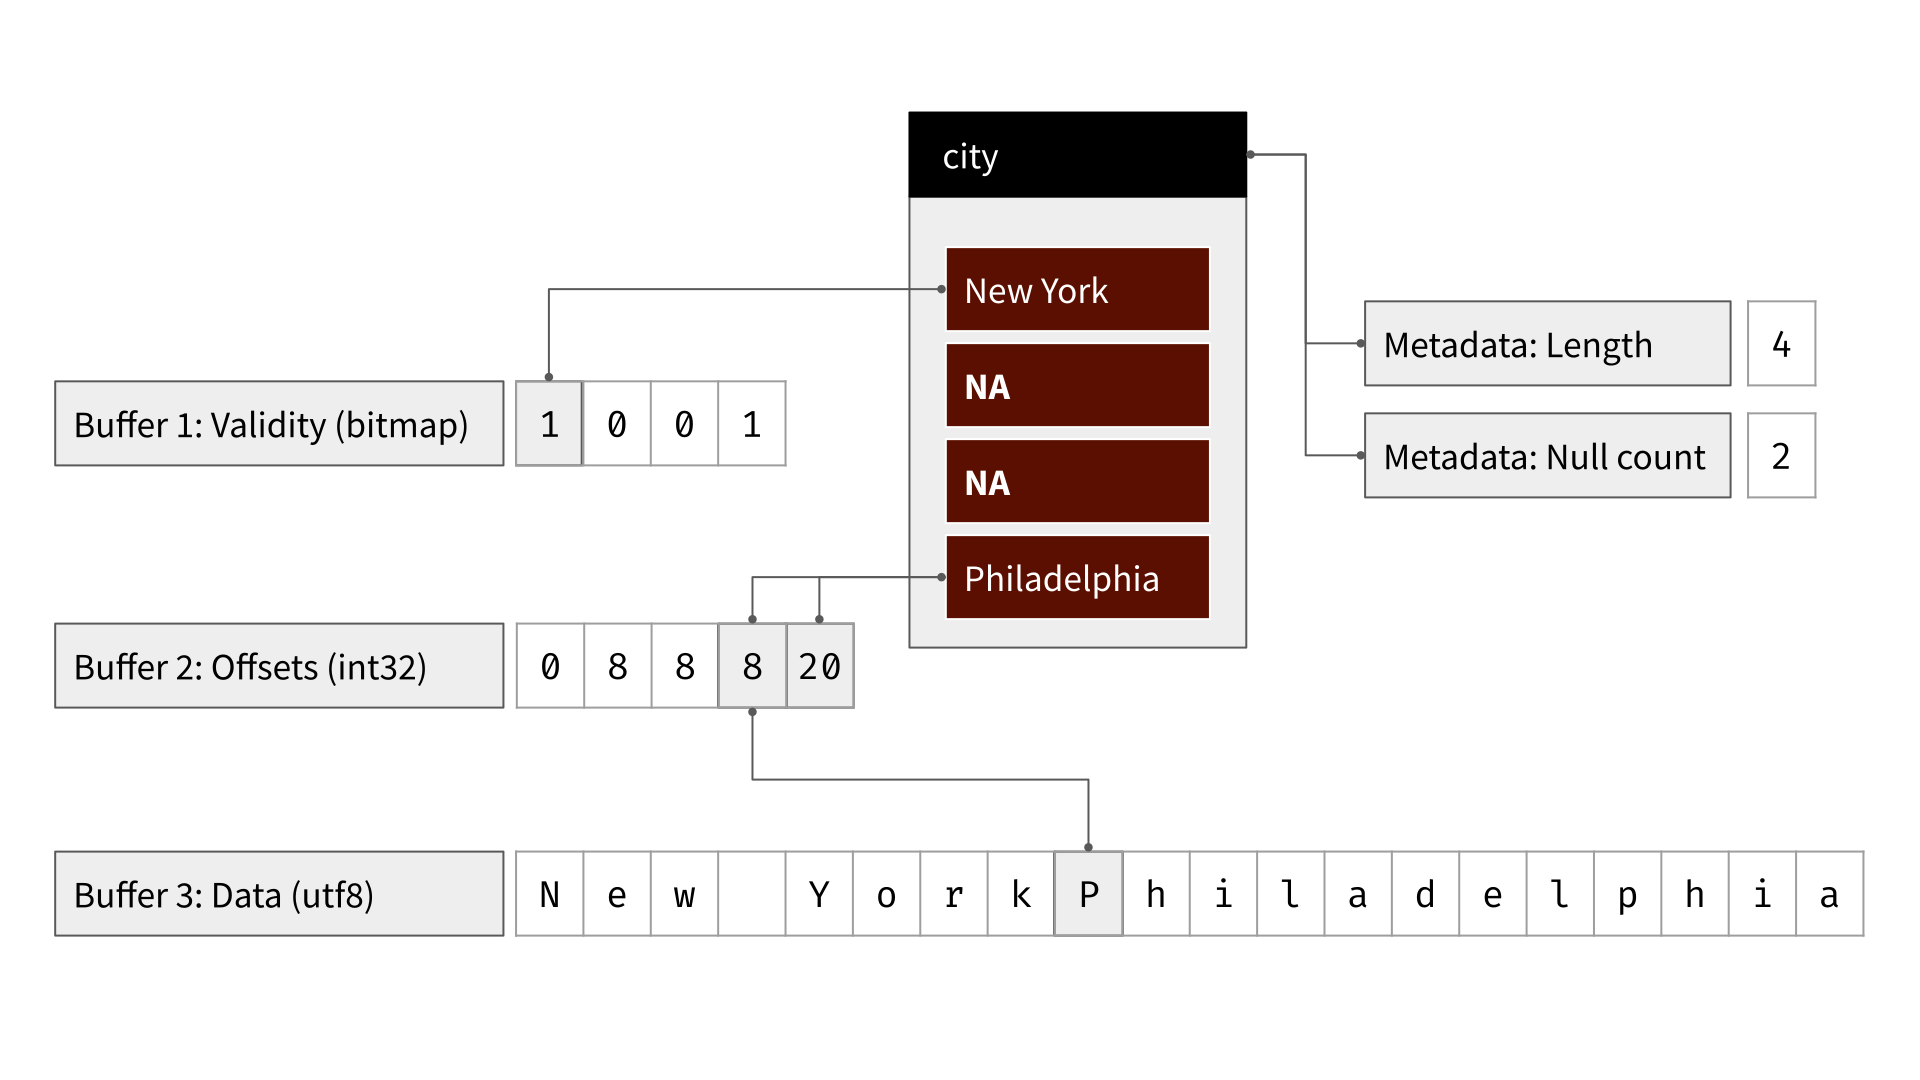 city
New York
NA
NA
Philadelphia
Metadata: Length 4
Metadata: Null count 2
Buffer 1: Validity (bitmap) 1 0 0 1
Buffer 2: Offsets (int32) 0 8 8 8 20
Buffer 3: Data (utf8) N e w Y o r k P h i l a d e l p h i a